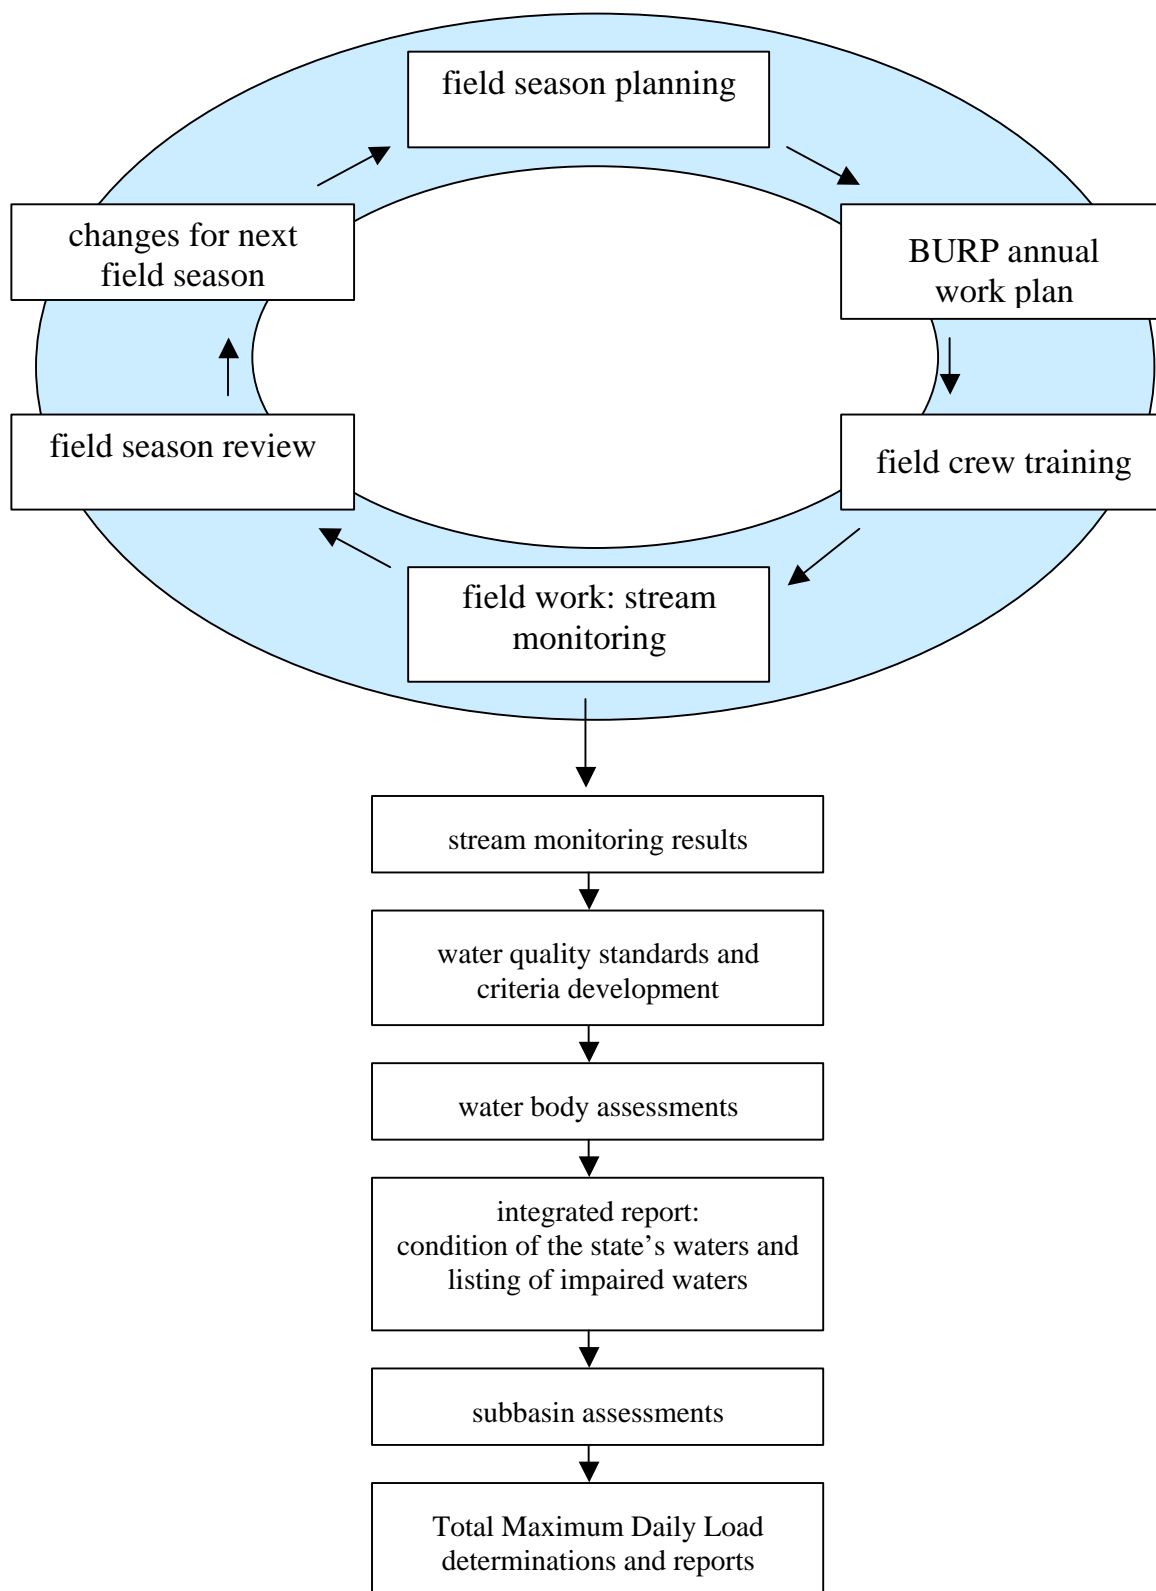 field season planning
changes for next
field season
BURP annual
work plan
field season review
field crew training
field work: stream
monitoring
stream monitoring results
water quality standards and
criteria development
water body assessments
integrated report:
condition of the state’s waters and
listing of impaired waters
subbasin assessments
Total Maximum Daily Load
determinations and reports